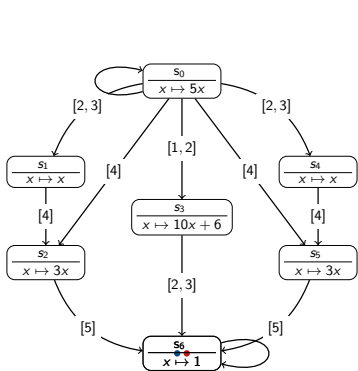 s₀
x ↦ 5x
[2, 3]
[2, 3]
[1, 2]
s₁
x ↦ x
[4]
[4]
s₄
x ↦ x
s₃
x ↦ 10x + 6
[4]
[4]
s₂
x ↦ 3x
s₅
x ↦ 3x
[2, 3]
[5]
[5]
s₆
x ↦ 1